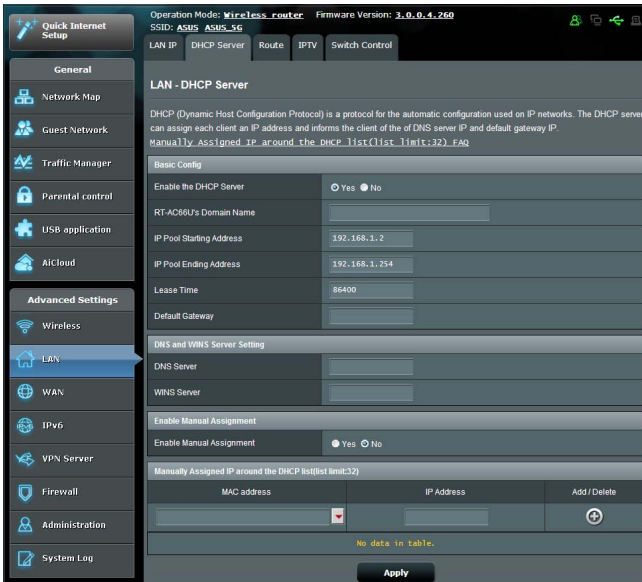 Quick Internet
Setup
Operation Mode: Wireless router Firmware Version: 3.0.0.4.260
SSID: ASUS ASUS_5G
LAN IP DHCP Server Route IPTV Switch Control
General
Network Map
Guest Network
Traffic Manager
Parental control
USB application
AiCloud
Advanced Settings
Wireless
LAN
WAN
IPv6
VPN Server
Firewall
Administration
System Log
LAN - DHCP Server
DHCP (Dynamic Host Configuration Protocol) is a protocol for the automatic configuration used on IP networks. The DHCP server
can assign each client an IP address and informs the client of the of DNS server IP and default gateway IP.
Manually Assigned IP around the DHCP list(list limit:32) FAQ
Basic Config
Enable the DHCP Server Yes No
RT-AC66U's Domain Name
IP Pool Starting Address 192.168.1.2
IP Pool Ending Address 192.168.1.254
Lease Time 86400
Default Gateway
DNS and WINS Server Setting
DNS Server
WINS Server
Enable Manual Assignment
Enable Manual Assignment Yes No
Manually Assigned IP around the DHCP list(list limit:32)
MAC address IP Address Add / Delete
No data in table.
Apply